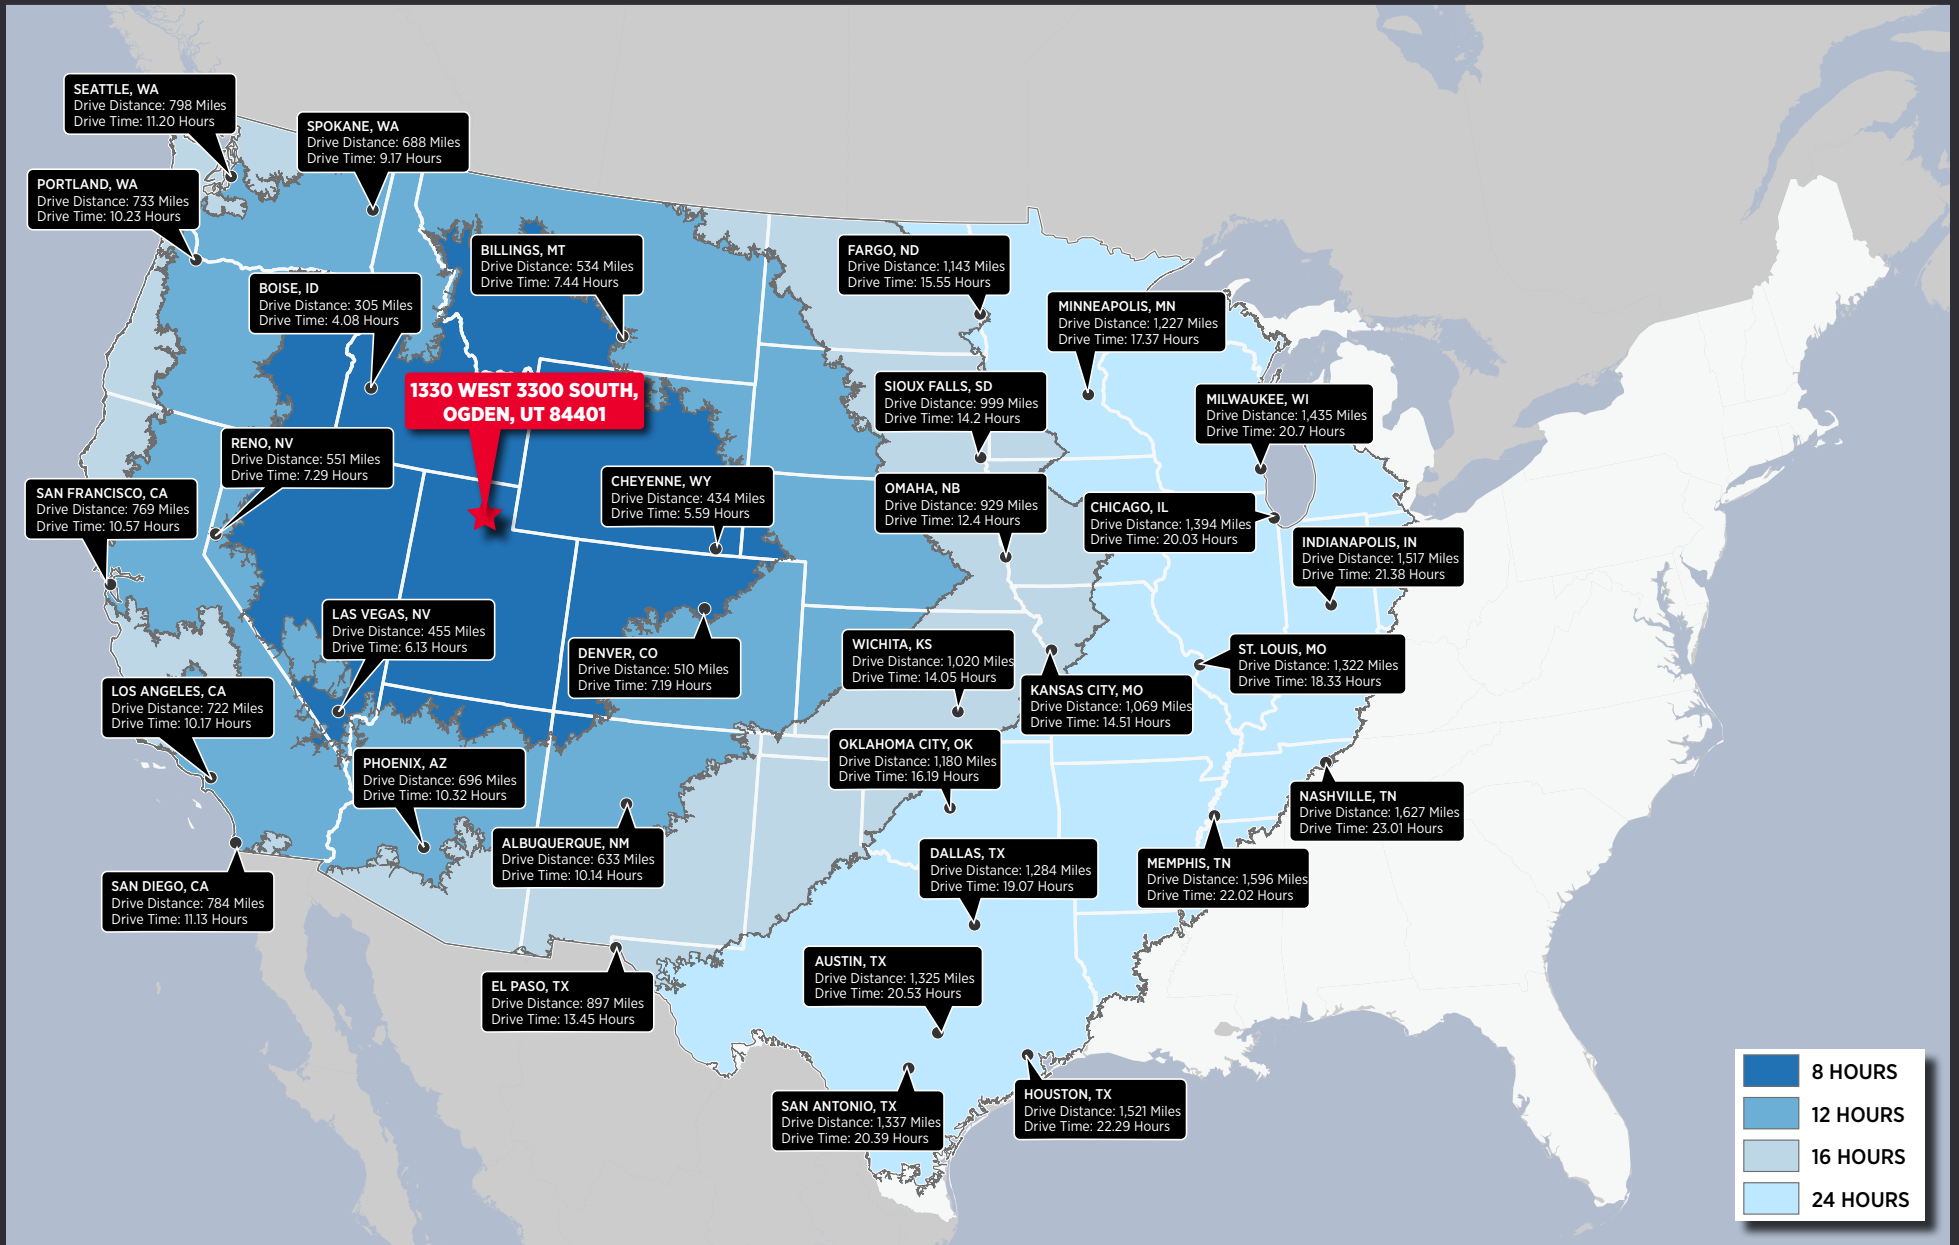 SEATTLE, WA
Drive Distance: 798 Miles
Drive Time: 11.20 Hours
SPOKANE, WA
Drive Distance: 688 Miles
Drive Time: 9.17 Hours
PORTLAND, WA
Drive Distance: 733 Miles
Drive Time: 10.23 Hours
BILLINGS, MT
Drive Distance: 534 Miles
Drive Time: 7.44 Hours
FARGO, ND
Drive Distance: 1,143 Miles
Drive Time: 15.55 Hours
BOISE, ID
Drive Distance: 305 Miles
Drive Time: 4.08 Hours
MINNEAPOLIS, MN
Drive Distance: 1,227 Miles
Drive Time: 17.37 Hours
1330 WEST 3300 SOUTH,
OGDEN, UT 84401
SIOUX FALLS, SD
Drive Distance: 999 Miles
Drive Time: 14.2 Hours
MILWAUKEE, WI
Drive Distance: 1,435 Miles
Drive Time: 20.7 Hours
RENO, NV
Drive Distance: 551 Miles
Drive Time: 7.29 Hours
CHEYENNE, WY
Drive Distance: 434 Miles
Drive Time: 5.59 Hours
SAN FRANCISCO, CA
Drive Distance: 769 Miles
Drive Time: 10.57 Hours
OMAHA, NB
Drive Distance: 929 Miles
Drive Time: 12.4 Hours
CHICAGO, IL
Drive Distance: 1,394 Miles
Drive Time: 20.03 Hours
INDIANAPOLIS, IN
Drive Distance: 1,517 Miles
Drive Time: 21.38 Hours
LAS VEGAS, NV
Drive Distance: 455 Miles
Drive Time: 6.13 Hours
DENVER, CO
Drive Distance: 510 Miles
Drive Time: 7.19 Hours
WICHITA, KS
Drive Distance: 1,020 Miles
Drive Time: 14.05 Hours
ST. LOUIS, MO
Drive Distance: 1,322 Miles
Drive Time: 18.33 Hours
LOS ANGELES, CA
Drive Distance: 722 Miles
Drive Time: 10.17 Hours
KANSAS CITY, MO
Drive Distance: 1,069 Miles
Drive Time: 14.51 Hours
PHOENIX, AZ
Drive Distance: 696 Miles
Drive Time: 10.32 Hours
OKLAHOMA CITY, OK
Drive Distance: 1,180 Miles
Drive Time: 16.19 Hours
NASHVILLE, TN
Drive Distance: 1,627 Miles
Drive Time: 23.01 Hours
ALBUQUERQUE, NM
Drive Distance: 633 Miles
Drive Time: 10.14 Hours
DALLAS, TX
Drive Distance: 1,284 Miles
Drive Time: 19.07 Hours
MEMPHIS, TN
Drive Distance: 1,596 Miles
Drive Time: 22.02 Hours
SAN DIEGO, CA
Drive Distance: 784 Miles
Drive Time: 11.13 Hours
AUSTIN, TX
Drive Distance: 1,325 Miles
Drive Time: 20.53 Hours
EL PASO, TX
Drive Distance: 897 Miles
Drive Time: 13.45 Hours
SAN ANTONIO, TX
Drive Distance: 1,337 Miles
Drive Time: 20.39 Hours
HOUSTON, TX
Drive Distance: 1,521 Miles
Drive Time: 22.29 Hours
8 HOURS
12 HOURS
16 HOURS
24 HOURS